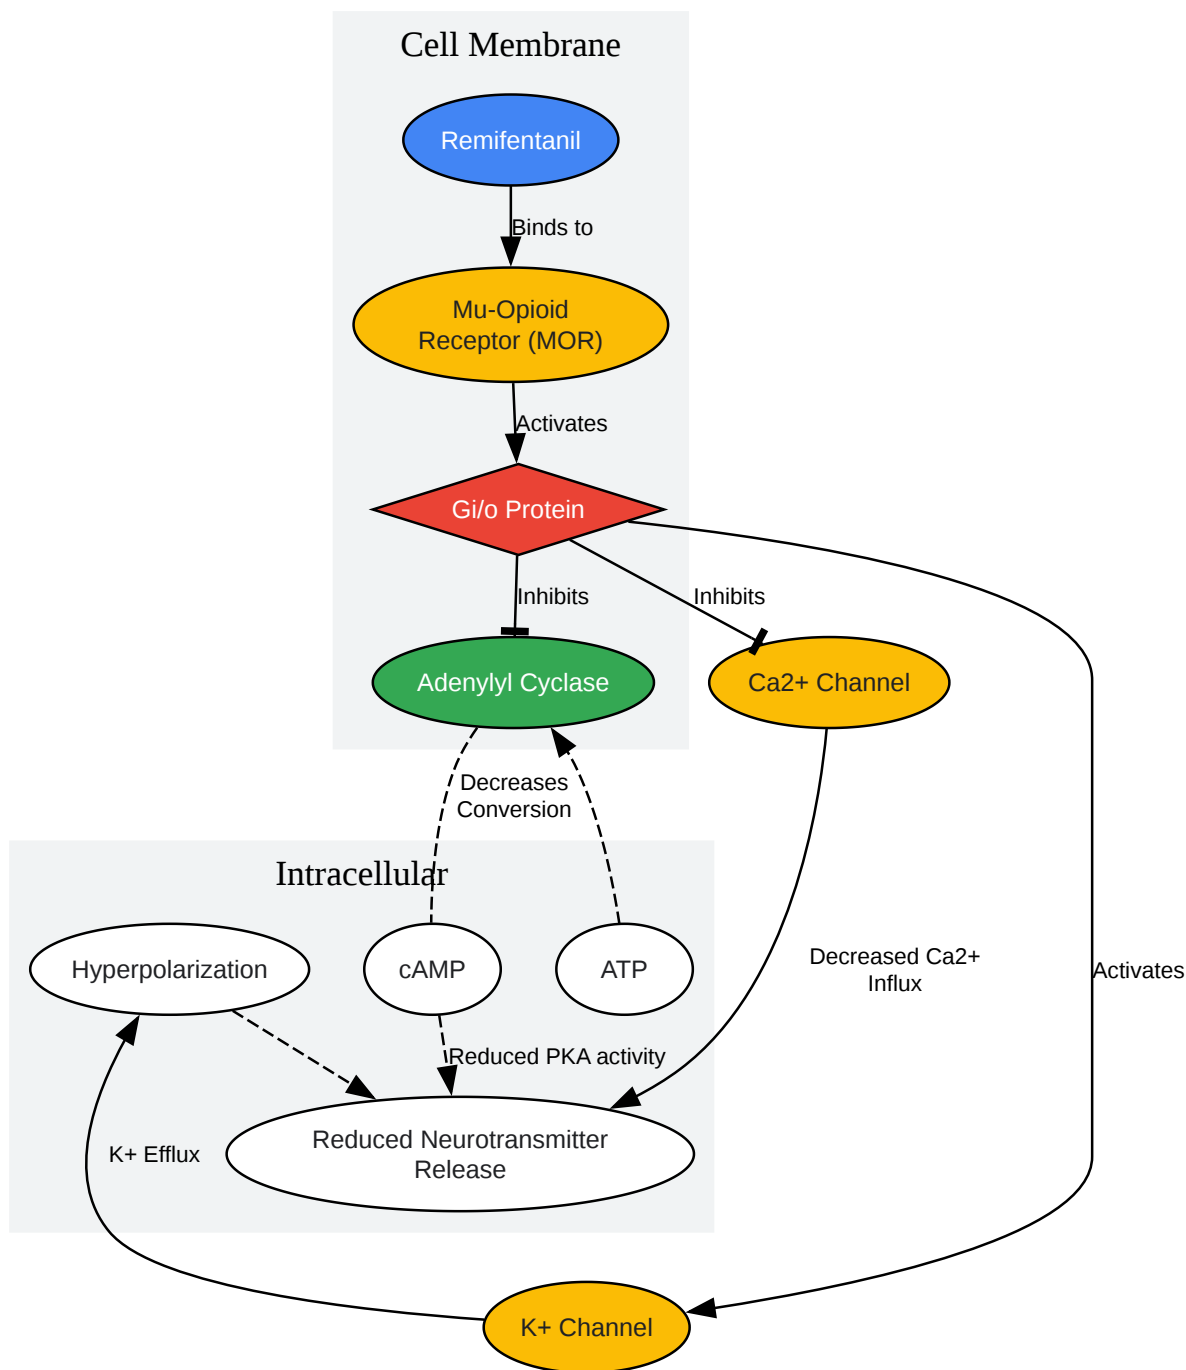 Cell Membrane
Remifentanil
Binds to
Mu-Opioid
Receptor (MOR)
Activates
Gi/o Protein
Inhibits
Inhibits
Adenylyl Cyclase
Ca2+ Channel
Decreases
Conversion
Intracellular
Hyperpolarization
cAMP
ATP
Decreased Ca2+
Influx
Activates
Reduced PKA activity
K+ Efflux
Reduced Neurotransmitter
Release
K+ Channel